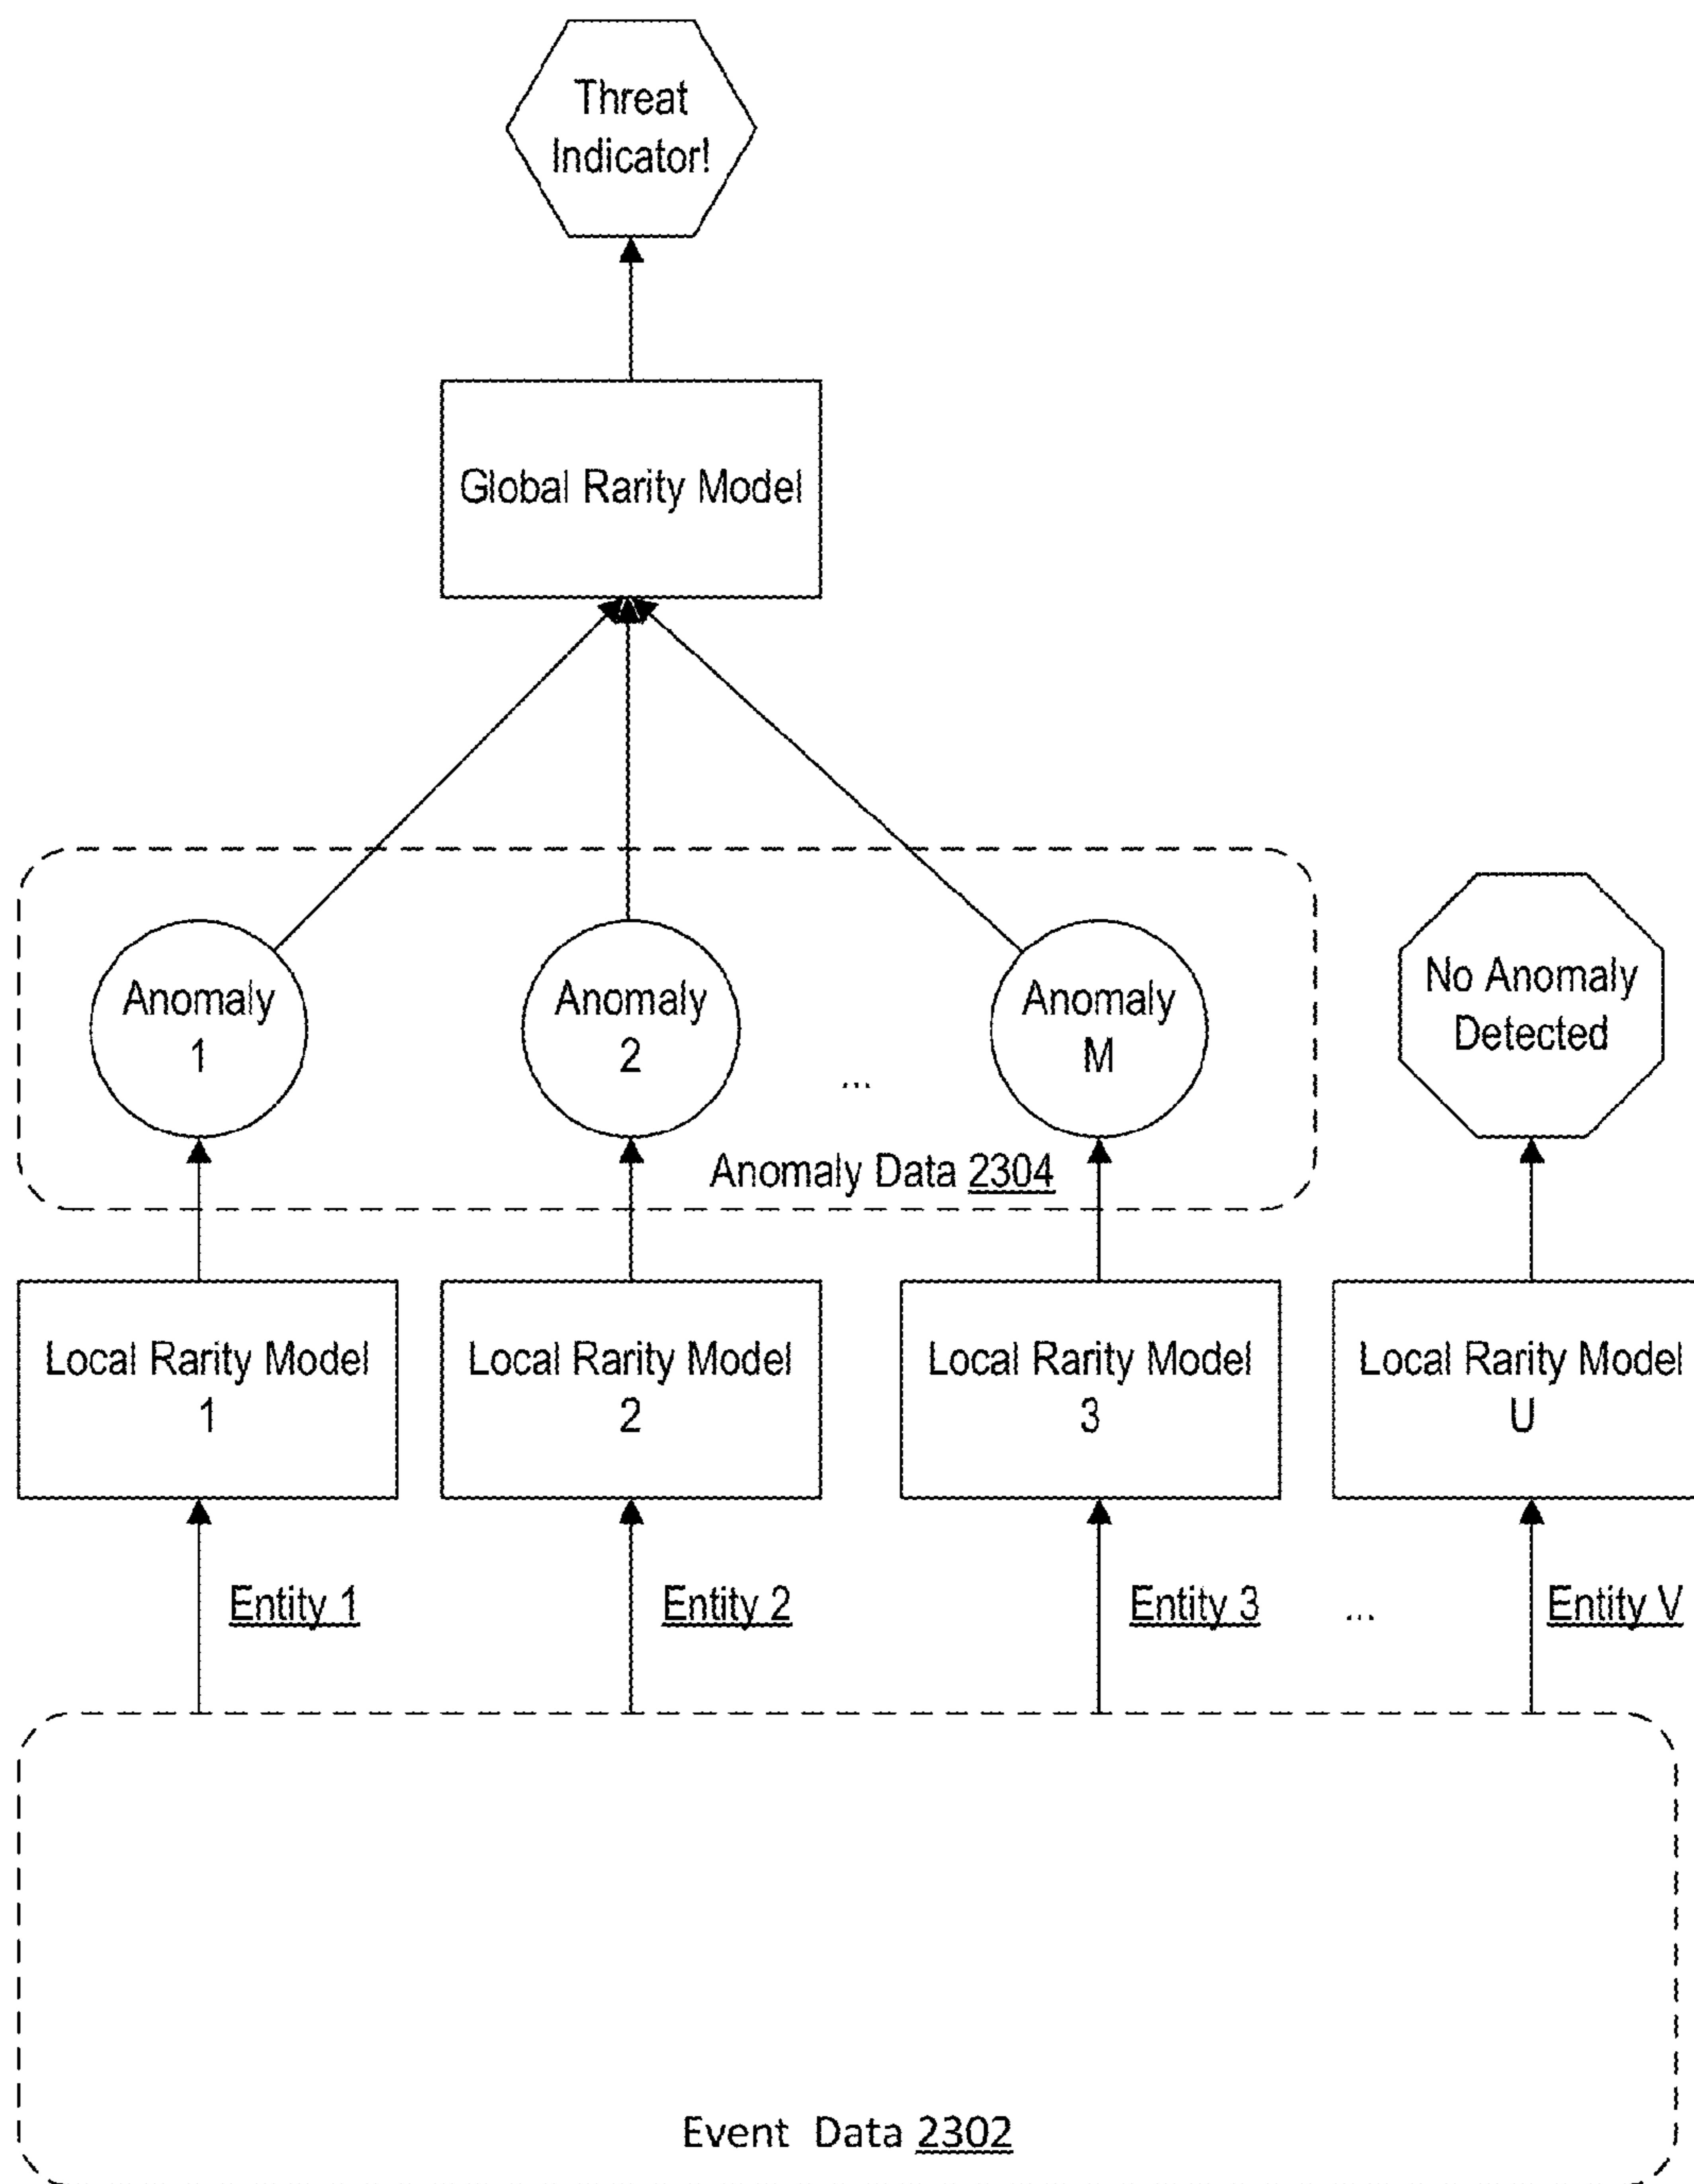 Threat
Indicator!
Global Rarity Model
Anomaly
1
Anomaly
2
...
Anomaly
M
No Anomaly
Detected
Anomaly Data 2304
Local Rarity Model
1
Local Rarity Model
2
Local Rarity Model
3
Local Rarity Model
U
Entity 1
Entity 2
Entity 3
...
Entity V
Event Data 2302